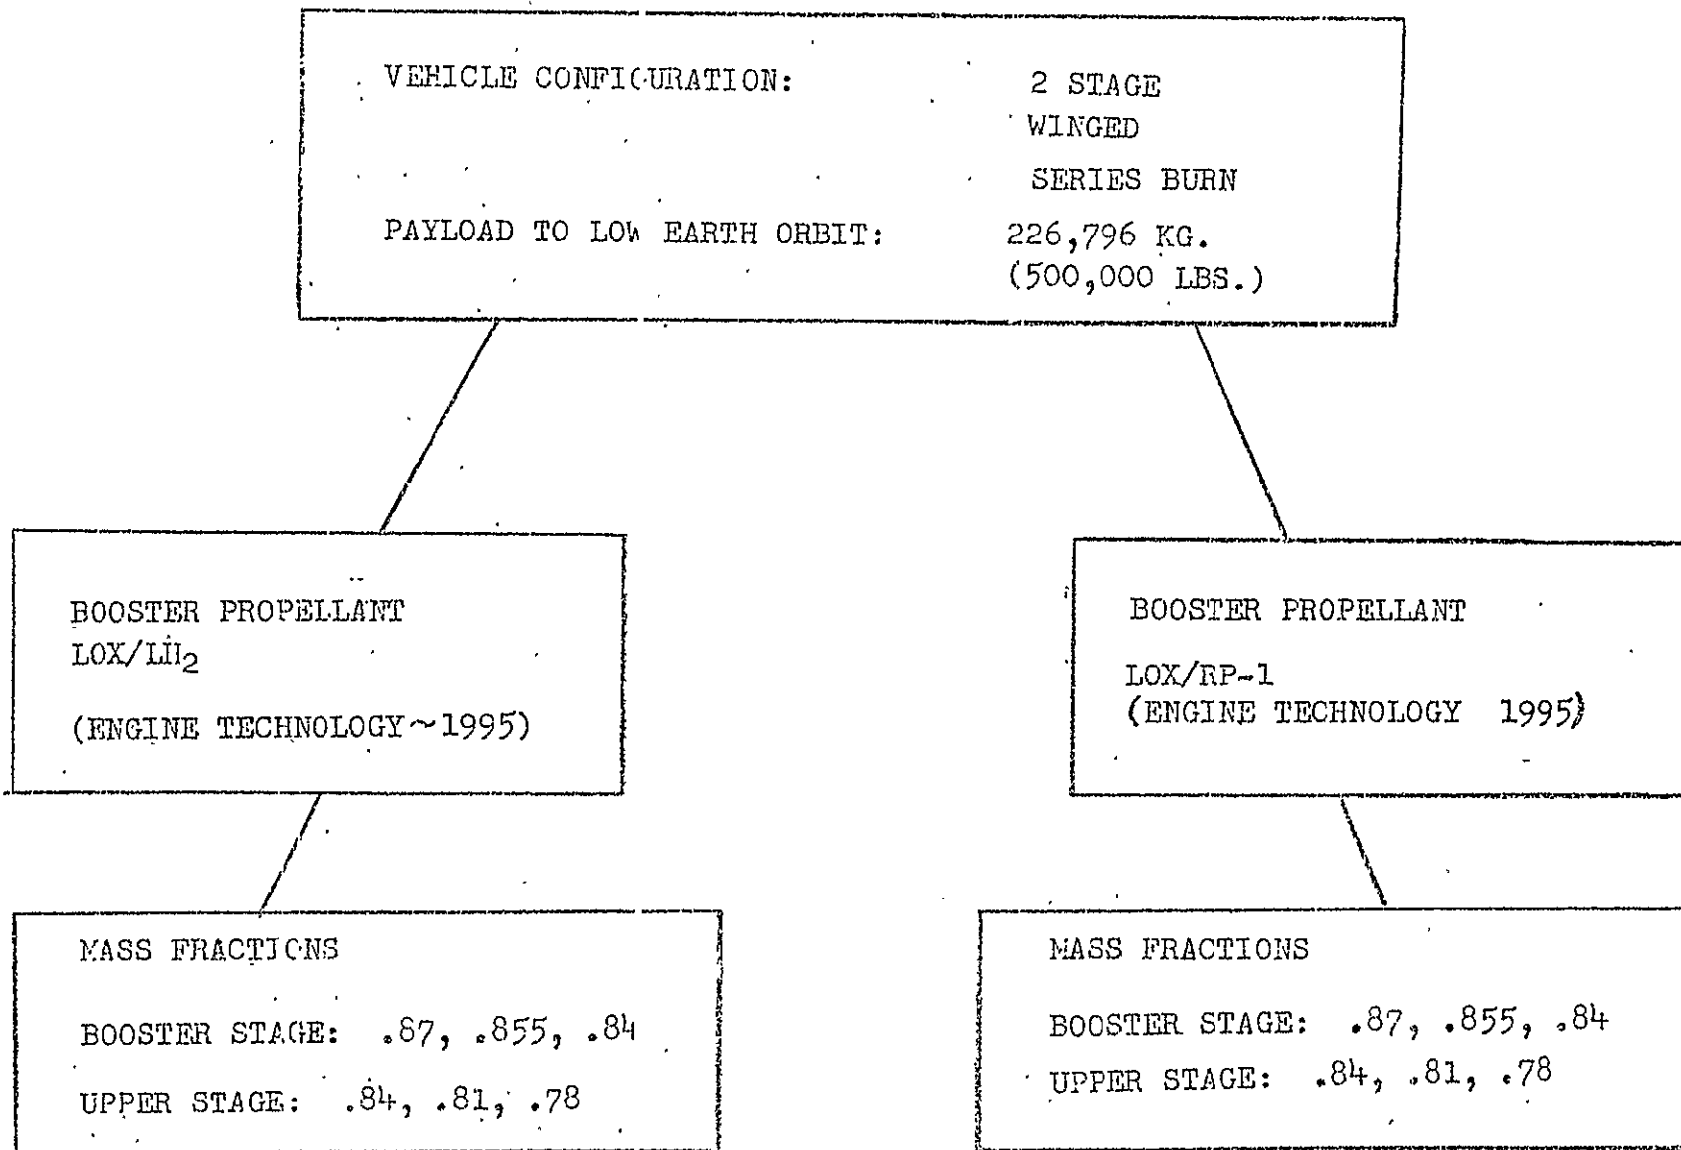 VEHICLE CONFIGURATION: 2 STAGE
WINGED
SERIES BURN
PAYLOAD TO LOW EARTH ORBIT: 226,796 KG.
(500,000 LBS.)
BOOSTER PROPELLANT
LOX/LH₂
(ENGINE TECHNOLOGY ~1995)
BOOSTER PROPELLANT
LOX/RP-1
(ENGINE TECHNOLOGY 1995)
MASS FRACTIONS
BOOSTER STAGE: .87, .855, .84
UPPER STAGE: .84, .81, .78
MASS FRACTIONS
BOOSTER STAGE: .87, .855, .84
UPPER STAGE: .84, .81, .78